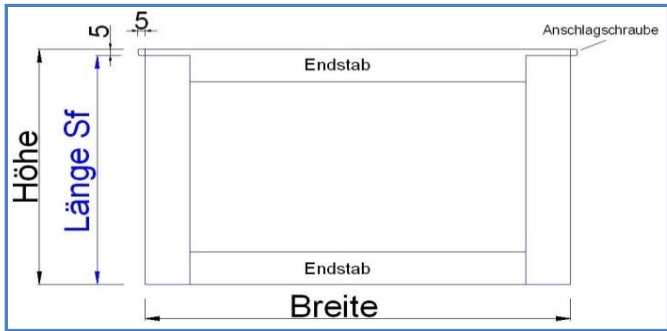 5
5
Anschlagschraube
Endstab
Höhe
Länge Sf
Endstab
Breite